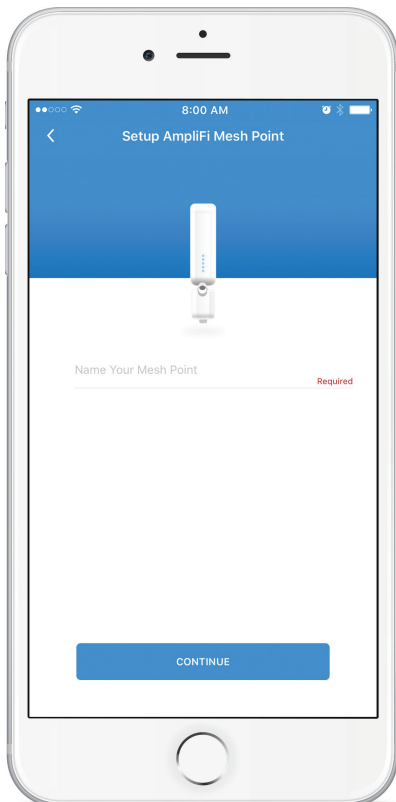 8:00 AM
Setup AmpliFi Mesh Point
Name Your Mesh Point
Required
CONTINUE